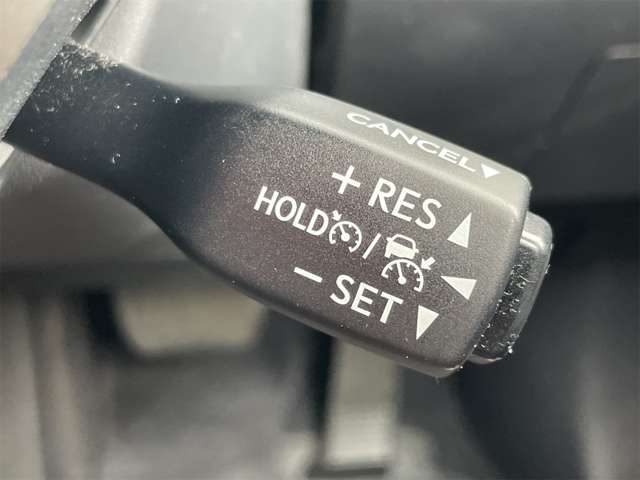 CANCEL▼
+ RES ▲
HOLD / ◀
- SET ▼